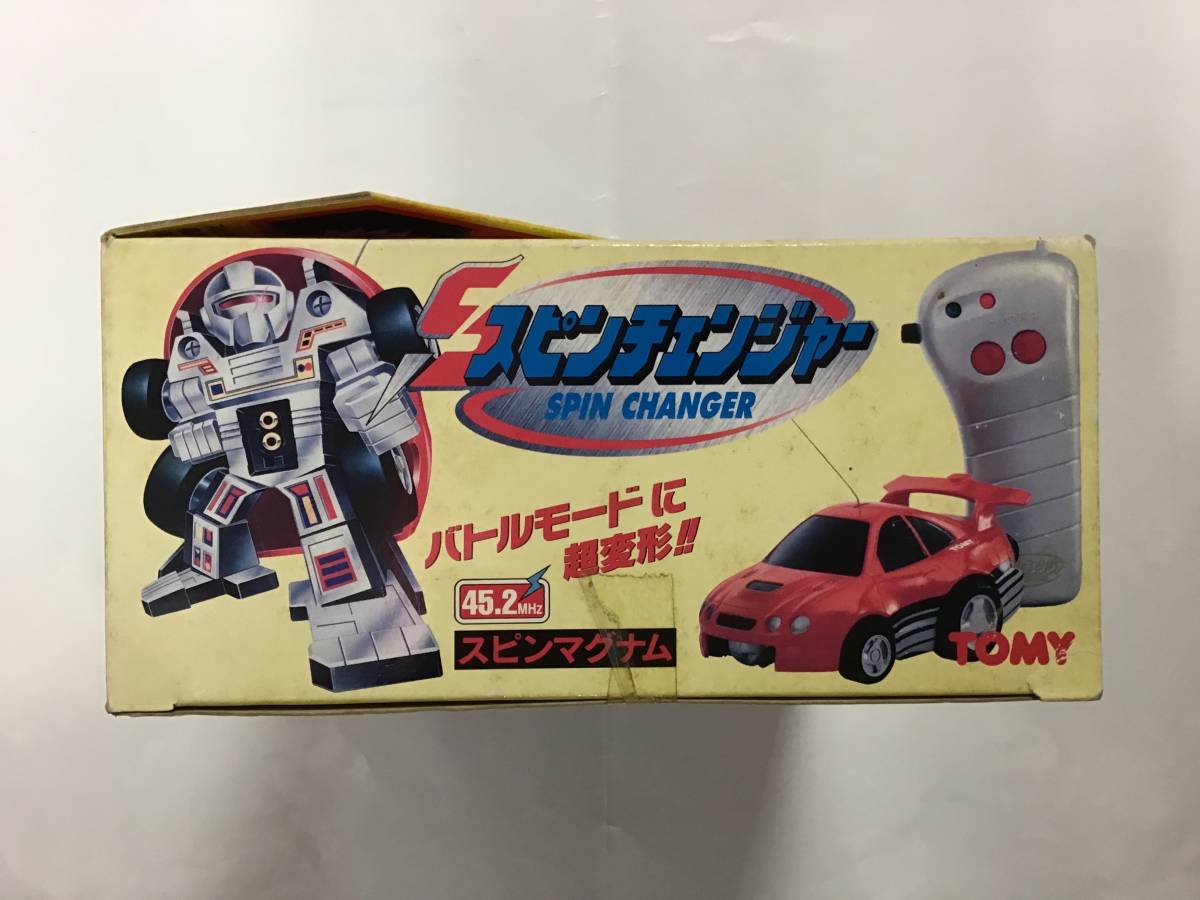 スピンチェンジャー
SPIN CHANGER
バトルモードに
超変形!!
45.2MHz
スピンマグナム
TOMY
TOMY